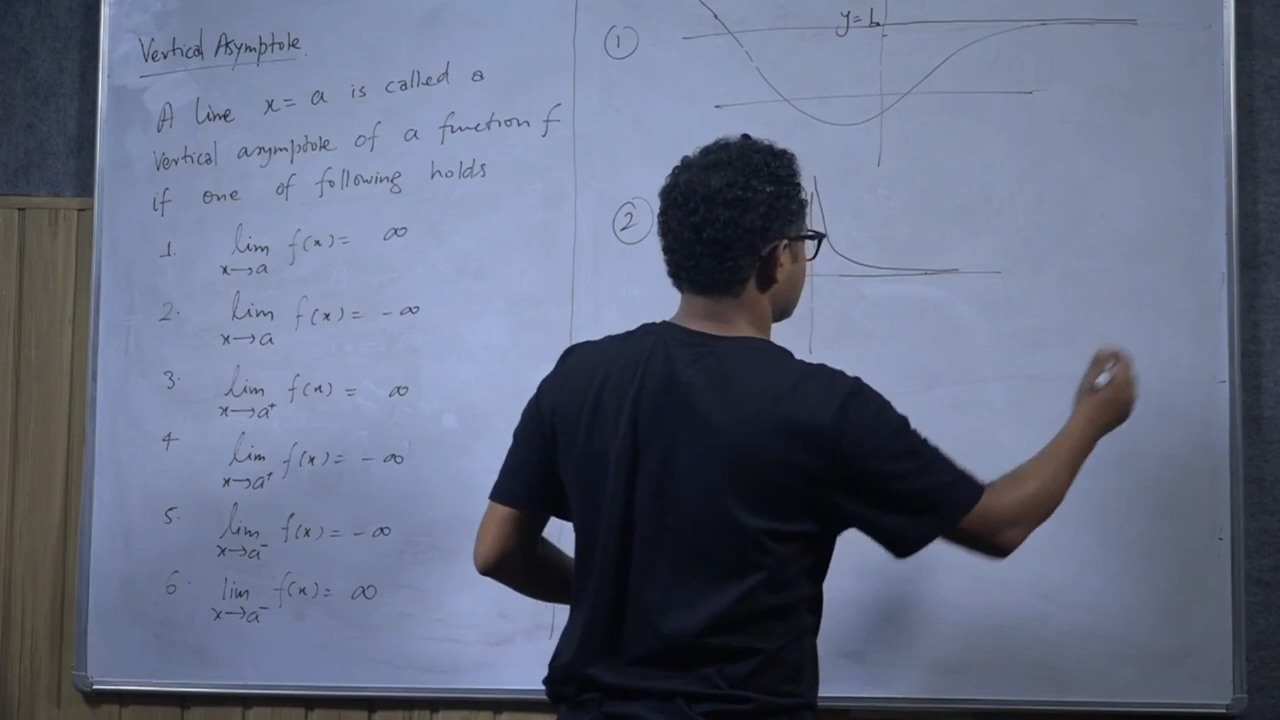 Vertical Asymptote.
A line x = a is called a
vertical asymptote of a function f
if one of following holds
1. lim x→a f(x) = ∞
2. lim x→a f(x) = -∞
3. lim x→a⁺ f(x) = ∞
4 lim x→a⁺ f(x) = -∞
5. lim x→a⁻ f(x) = -∞
6. lim x→a⁻ f(x) = ∞
① y = b
②